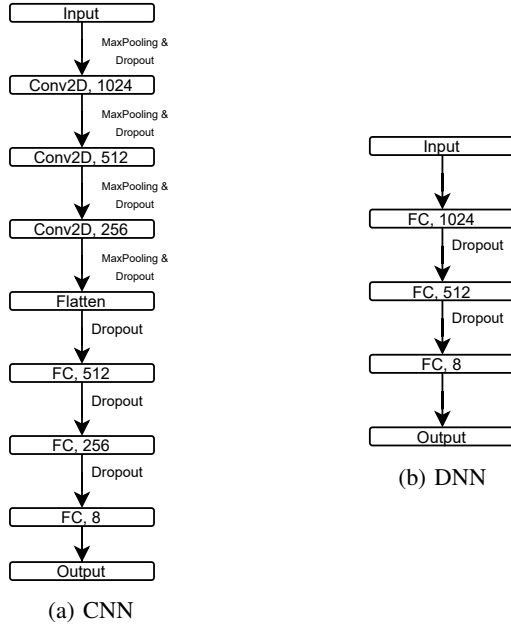 Input
MaxPooling &
Dropout
Conv2D, 1024
MaxPooling &
Dropout
Conv2D, 512
MaxPooling &
Dropout
Conv2D, 256
MaxPooling &
Dropout
Flatten
Dropout
FC, 512
Dropout
FC, 256
Dropout
FC, 8
Output
(a) CNN
Input
FC, 1024
Dropout
FC, 512
Dropout
FC, 8
Output
(b) DNN